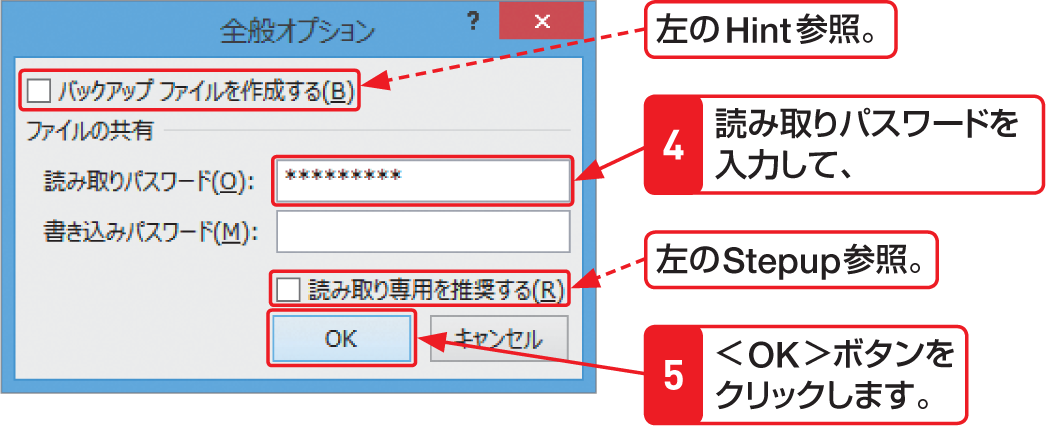 全般オプション
?
×
左のHint参照。
バックアップ ファイルを作成する(B)
ファイルの共有
4
読み取りパスワードを
入力して、
読み取りパスワード(O):
*********
書き込みパスワード(M):
左のStepup参照。
読み取り専用を推奨する(R)
OK
キャンセル
5
＜OK＞ボタンを
クリックします。